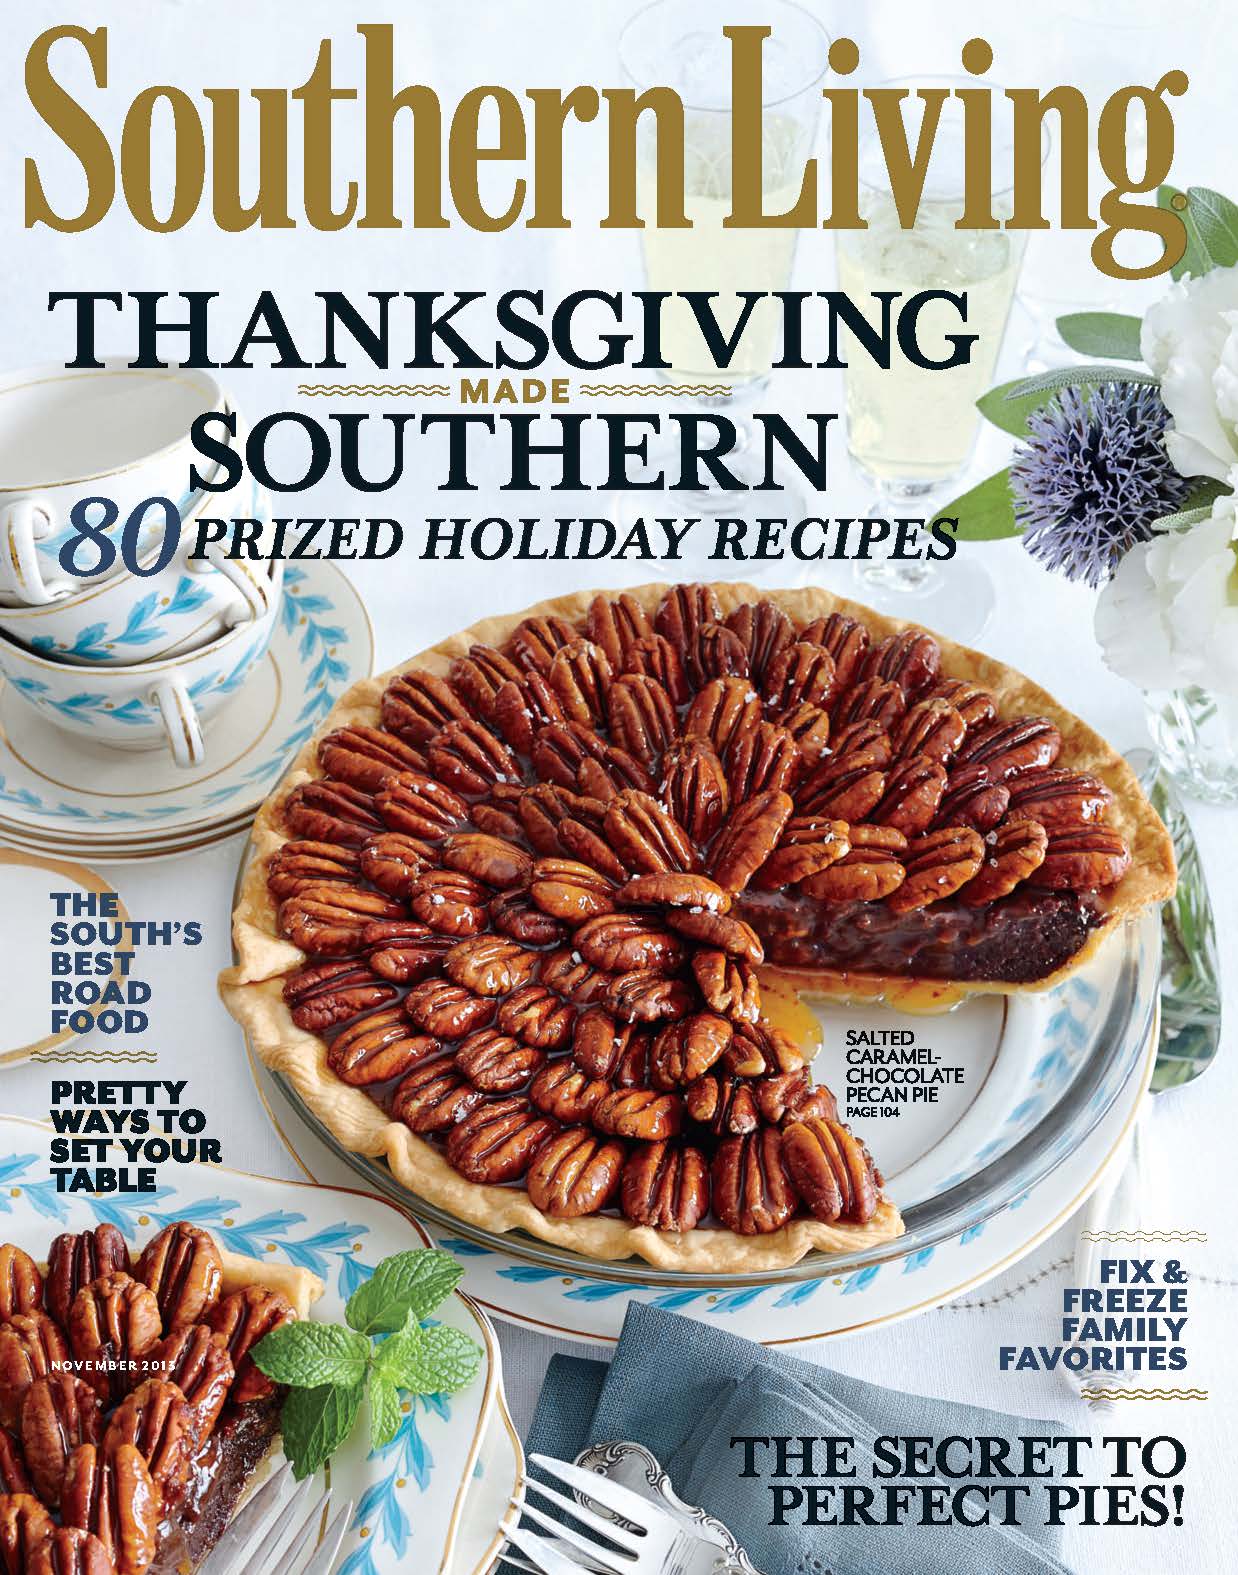 Southern Living
THANKSGIVING
MADE
SOUTHERN
80 PRIZED HOLIDAY RECIPES
THE
SOUTH'S
BEST
ROAD
FOOD
PRETTY
WAYS TO
SET YOUR
TABLE
SALTED
CARAMEL-
CHOCOLATE
PECAN PIE
PAGE 104
NOVEMBER 2013
FIX &
FREEZE
FAMILY
FAVORITES
THE SECRET TO
PERFECT PIES!